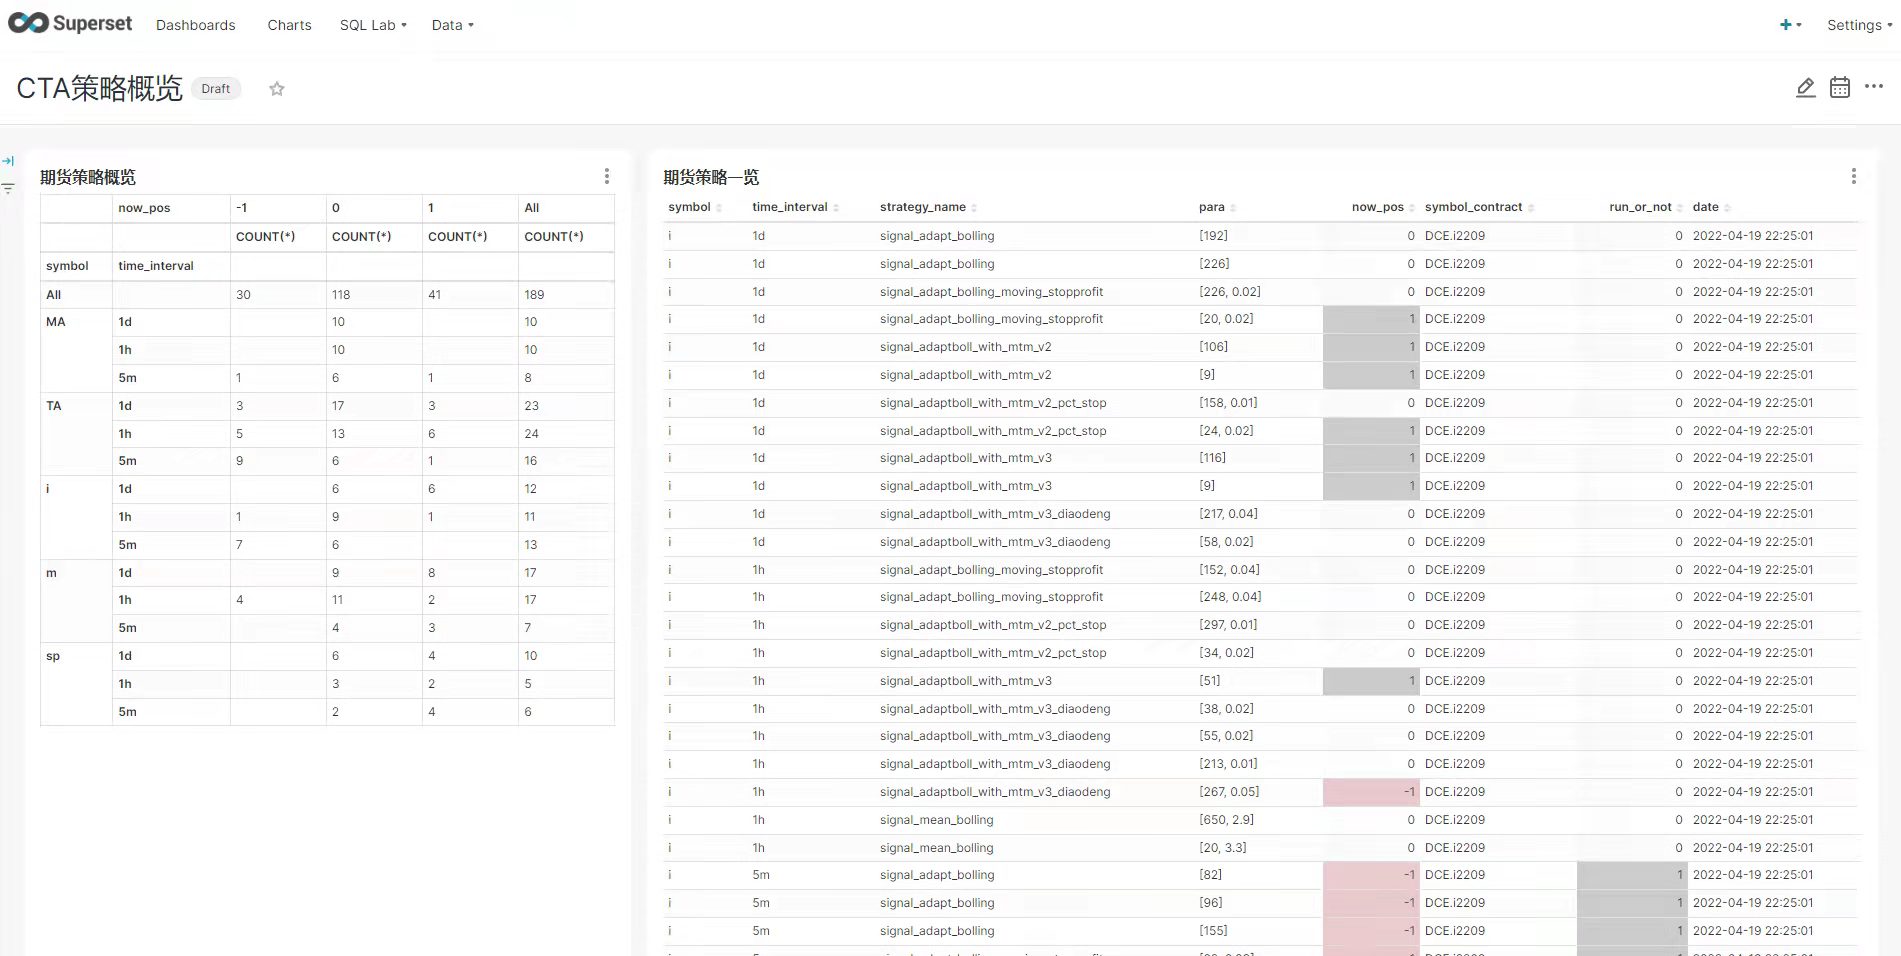 Superset Dashboards Charts SQL Lab Data Settings
CTA策略概览 Draft
期货策略概览
now_pos -1 0 1 All
COUNT(*) COUNT(*) COUNT(*) COUNT(*)
symbol time_interval
All 30 118 41 189
MA 1d 10 10
1h 10 10
5m 1 6 1 8
TA 1d 3 17 3 23
1h 5 13 6 24
5m 9 6 1 16
i 1d 6 6 12
1h 1 9 1 11
5m 7 6 13
m 1d 9 8 17
1h 4 11 2 17
5m 4 3 7
sp 1d 6 4 10
1h 3 2 5
5m 2 4 6
期货策略一览
symbol time_interval strategy_name para now_pos symbol_contract run_or_not date
i 1d signal_adapt_bolling [192] 0 DCE.i2209 0 2022-04-19 22:25:01
i 1d signal_adapt_bolling [226] 0 DCE.i2209 0 2022-04-19 22:25:01
i 1d signal_adapt_bolling_moving_stopprofit [226, 0.02] 0 DCE.i2209 0 2022-04-19 22:25:01
i 1d signal_adapt_bolling_moving_stopprofit [20, 0.02] 1 DCE.i2209 0 2022-04-19 22:25:01
i 1d signal_adaptboll_with_mtm_v2 [106] 1 DCE.i2209 0 2022-04-19 22:25:01
i 1d signal_adaptboll_with_mtm_v2 [9] 1 DCE.i2209 0 2022-04-19 22:25:01
i 1d signal_adaptboll_with_mtm_v2_pct_stop [158, 0.01] 0 DCE.i2209 0 2022-04-19 22:25:01
i 1d signal_adaptboll_with_mtm_v2_pct_stop [24, 0.02] 1 DCE.i2209 0 2022-04-19 22:25:01
i 1d signal_adaptboll_with_mtm_v3 [116] 1 DCE.i2209 0 2022-04-19 22:25:01
i 1d signal_adaptboll_with_mtm_v3 [9] 1 DCE.i2209 0 2022-04-19 22:25:01
i 1d signal_adaptboll_with_mtm_v3_diaodeng [217, 0.04] 0 DCE.i2209 0 2022-04-19 22:25:01
i 1d signal_adaptboll_with_mtm_v3_diaodeng [58, 0.02] 0 DCE.i2209 0 2022-04-19 22:25:01
i 1h signal_adapt_bolling_moving_stopprofit [152, 0.04] 0 DCE.i2209 0 2022-04-19 22:25:01
i 1h signal_adapt_bolling_moving_stopprofit [248, 0.04] 0 DCE.i2209 0 2022-04-19 22:25:01
i 1h signal_adaptboll_with_mtm_v2_pct_stop [297, 0.01] 0 DCE.i2209 0 2022-04-19 22:25:01
i 1h signal_adaptboll_with_mtm_v2_pct_stop [34, 0.02] 0 DCE.i2209 0 2022-04-19 22:25:01
i 1h signal_adaptboll_with_mtm_v3 [51] 1 DCE.i2209 0 2022-04-19 22:25:01
i 1h signal_adaptboll_with_mtm_v3_diaodeng [38, 0.02] 0 DCE.i2209 0 2022-04-19 22:25:01
i 1h signal_adaptboll_with_mtm_v3_diaodeng [55, 0.02] 0 DCE.i2209 0 2022-04-19 22:25:01
i 1h signal_adaptboll_with_mtm_v3_diaodeng [213, 0.01] 0 DCE.i2209 0 2022-04-19 22:25:01
i 1h signal_adaptboll_with_mtm_v3_diaodeng [267, 0.05] -1 DCE.i2209 0 2022-04-19 22:25:01
i 1h signal_mean_bolling [650, 2.9] 0 DCE.i2209 0 2022-04-19 22:25:01
i 1h signal_mean_bolling [20, 3.3] 0 DCE.i2209 0 2022-04-19 22:25:01
i 5m signal_adapt_bolling [82] -1 DCE.i2209 1 2022-04-19 22:25:01
i 5m signal_adapt_bolling [96] -1 DCE.i2209 1 2022-04-19 22:25:01
i 5m signal_adapt_bolling [155] -1 DCE.i2209 1 2022-04-19 22:25:01